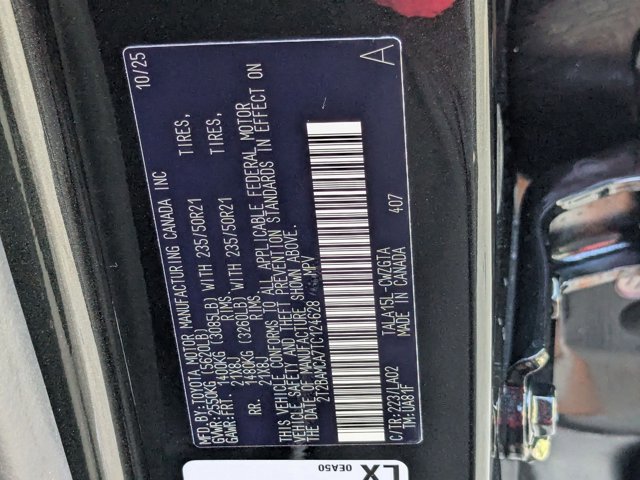 MFD.BY:TOYOTA MOTOR MANUFACTURING CANADA INC 10/25
GVWR:2550KG (5620LB)
GAWR:FRT. 1400KG (3085LB) WITH 235/50R21 TIRES,
21X8J RIMS
RR. 1480KG (3260LB) WITH 235/50R21 TIRES,
21X8J RIMS
THIS VEHICLE CONFORMS TO ALL APPLICABLE FEDERAL MOTOR
VEHICLE SAFETY AND THEFT PREVENTION STANDARDS IN EFFECT ON
THE DATE OF MANUFACTURE SHOWN ABOVE.
MPV
A
C/TR:223/LA02 TALA15L-CWZGTA 407
TM:UA81F MADE IN CANADA
LX
0EA50